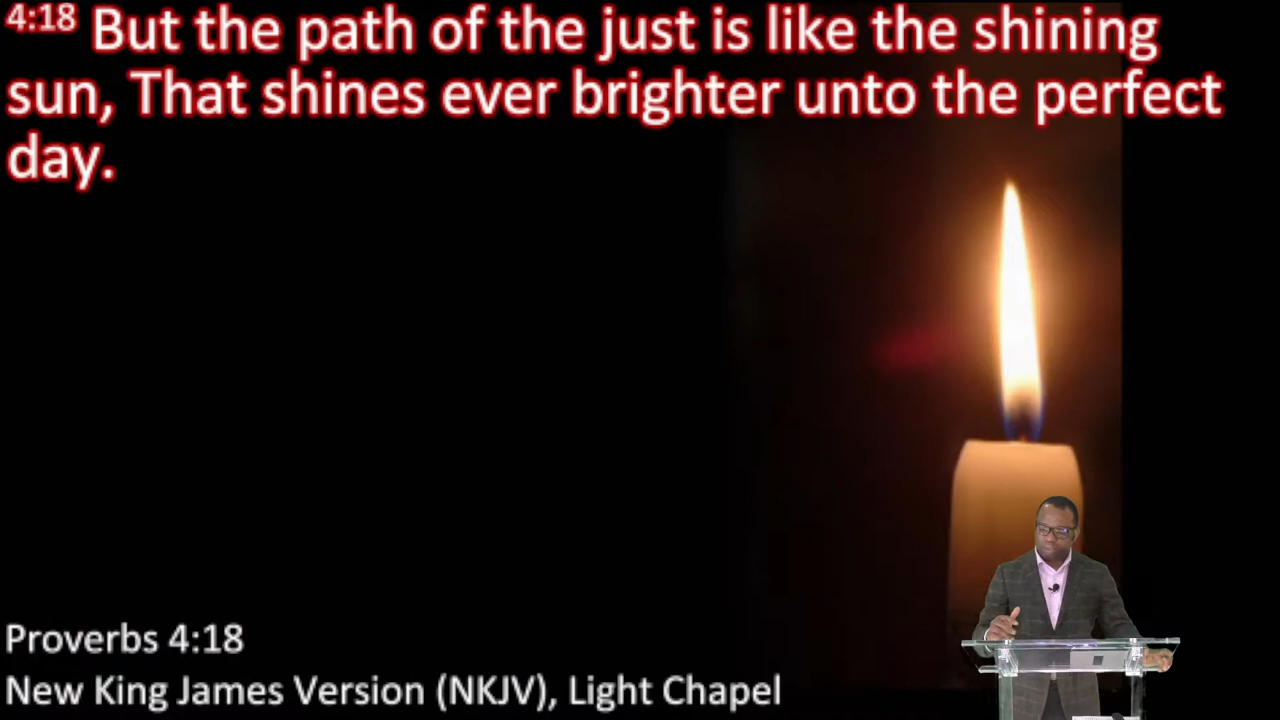 4:18 But the path of the just is like the shining
sun, That shines ever brighter unto the perfect
day.
Proverbs 4:18
New King James Version (NKJV), Light Chapel